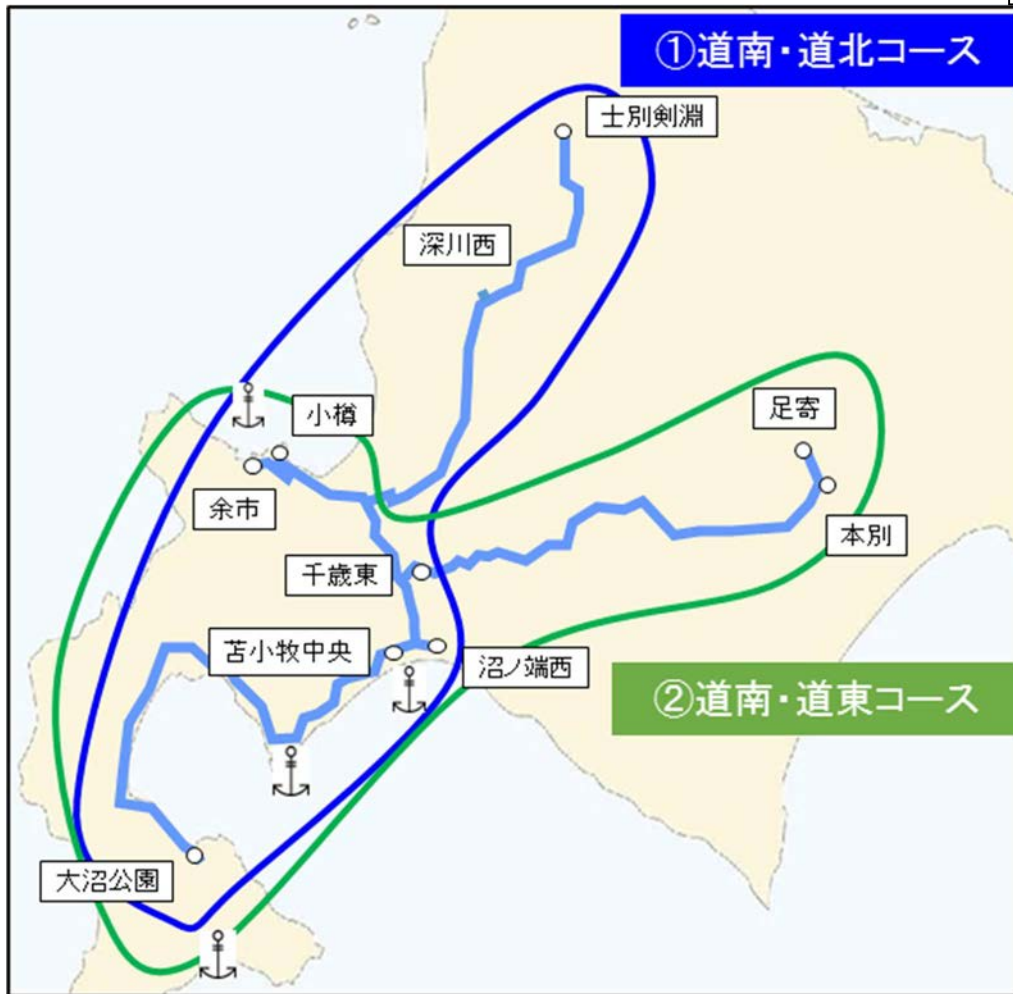 ①道南・道北コース
士別剣淵
深川西
足寄
小樽
余市
本別
千歳東
苫小牧中央
沼ノ端西
②道南・道東コース
大沼公園